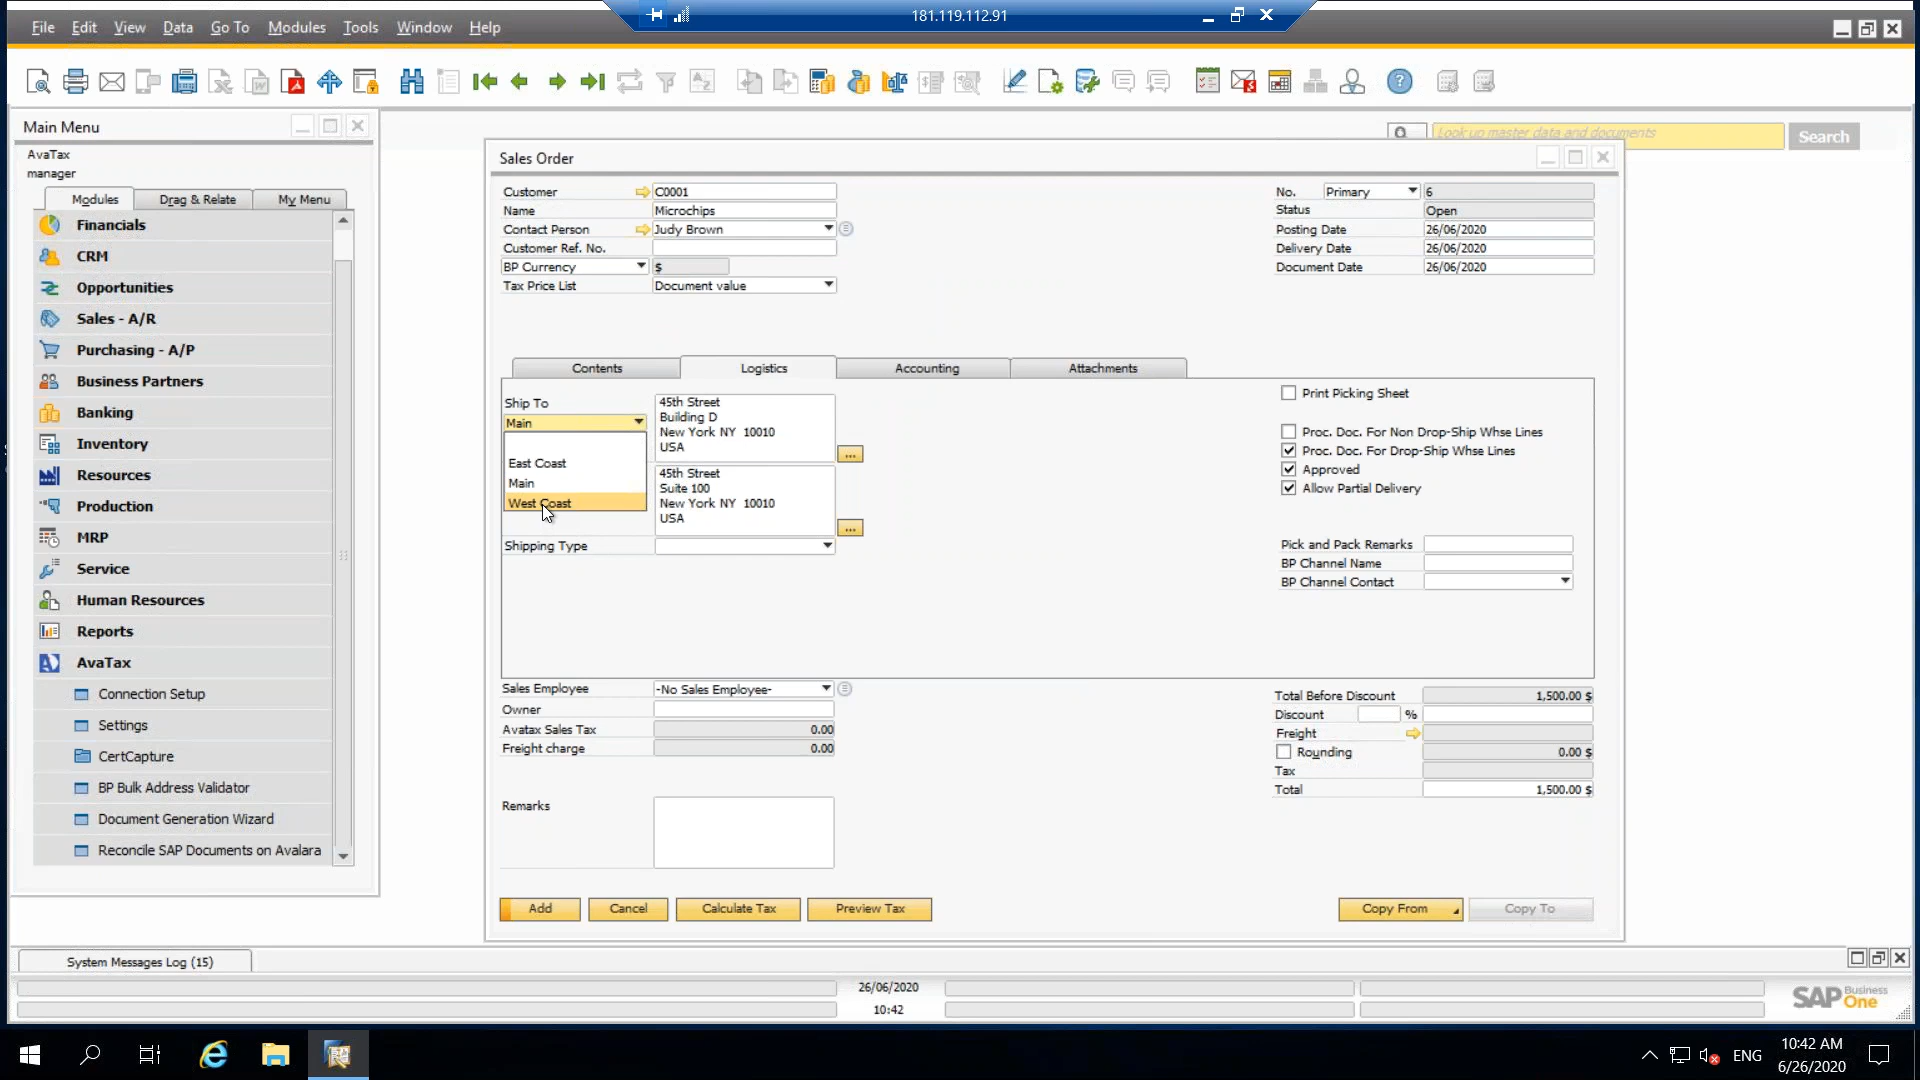 181.119.112.91
File Edit View Data Go To Modules Tools Window Help
Look up master data and documents
Search
Main Menu
AvaTax
manager
Modules Drag & Relate My Menu
Financials
CRM
Opportunities
Sales - A/R
Purchasing - A/P
Business Partners
Banking
Inventory
Resources
Production
MRP
Service
Human Resources
Reports
AvaTax
Connection Setup
Settings
CertCapture
BP Bulk Address Validator
Document Generation Wizard
Reconcile SAP Documents on Avalara
Sales Order
Customer C0001
Name Microchips
Contact Person Judy Brown
Customer Ref. No.
BP Currency $
Tax Price List Document value
No. Primary 6
Status Open
Posting Date 26/06/2020
Delivery Date 26/06/2020
Document Date 26/06/2020
Contents Logistics Accounting Attachments
Ship To
Main
East Coast
Main
West Coast
45th Street
Building D
New York NY 10010
USA
...
45th Street
Suite 100
New York NY 10010
USA
...
Shipping Type
Print Picking Sheet
Proc. Doc. For Non Drop-Ship Whse Lines
Proc. Doc. For Drop-Ship Whse Lines
Approved
Allow Partial Delivery
Pick and Pack Remarks
BP Channel Name
BP Channel Contact
Sales Employee -No Sales Employee-
Owner
Avatax Sales Tax 0.00
Freight charge 0.00
Remarks
Total Before Discount 1,500.00 $
Discount %
Freight
Rounding 0.00 $
Tax
Total 1,500.00 $
Add Cancel Calculate Tax Preview Tax Copy From Copy To
System Messages Log (15)
26/06/2020
10:42
SAP Business One
ENG
10:42 AM
6/26/2020